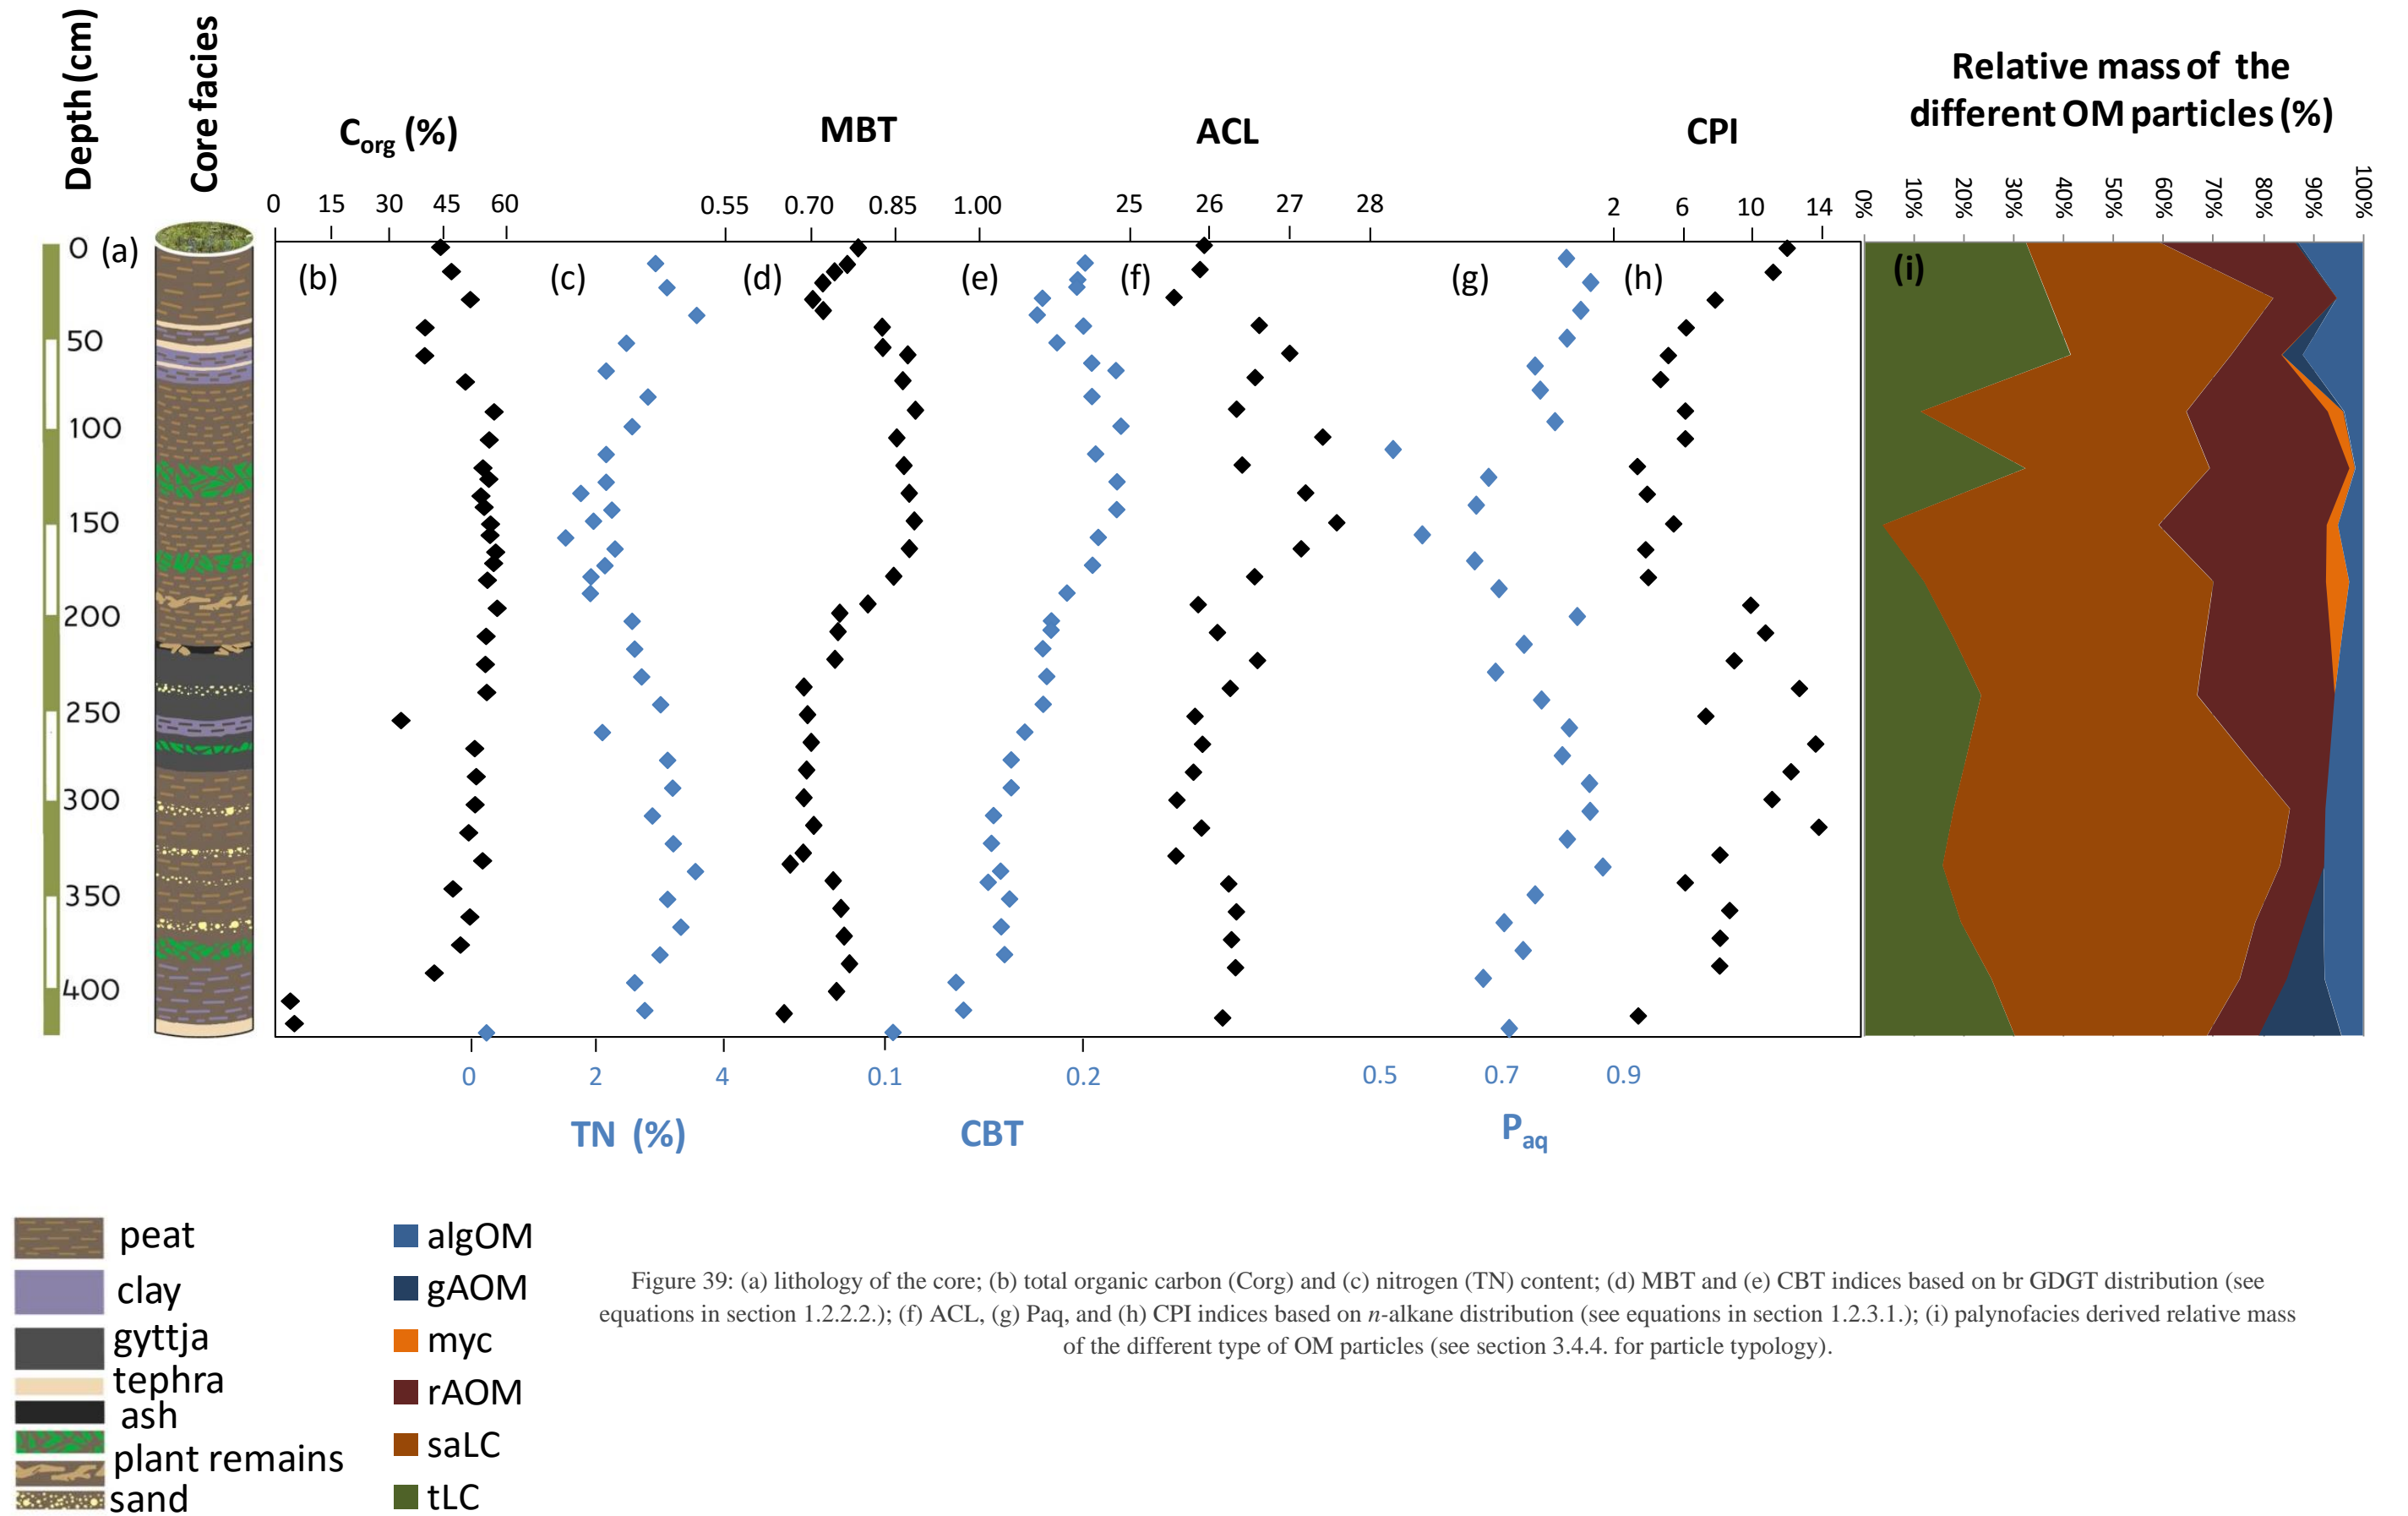 Depth (cm)
Core facies
C_org (%)
MBT
ACL
CPI
Relative mass of the
different OM particles (%)
0 15 30 45 60
0.55 0.70 0.85 1.00
25 26 27 28
2 6 10 14
0% 10% 20% 30% 40% 50% 60% 70% 80% 90% 100%
(a) (b) (c) (d) (e) (f) (g) (h) (i)
0
50
100
150
200
250
300
350
400
0 2 4
0.1 0.2
0.5 0.7 0.9
TN (%)
CBT
P_aq
peat
clay
gyttja
tephra
ash
plant remains
sand
algOM
gAOM
myc
rAOM
saLC
tLC
Figure 39: (a) lithology of the core; (b) total organic carbon (Corg) and (c) nitrogen (TN) content; (d) MBT and (e) CBT indices based on br GDGT distribution (see
equations in section 1.2.2.2.); (f) ACL, (g) Paq, and (h) CPI indices based on n-alkane distribution (see equations in section 1.2.3.1.); (i) palynofacies derived relative mass
of the different type of OM particles (see section 3.4.4. for particle typology).